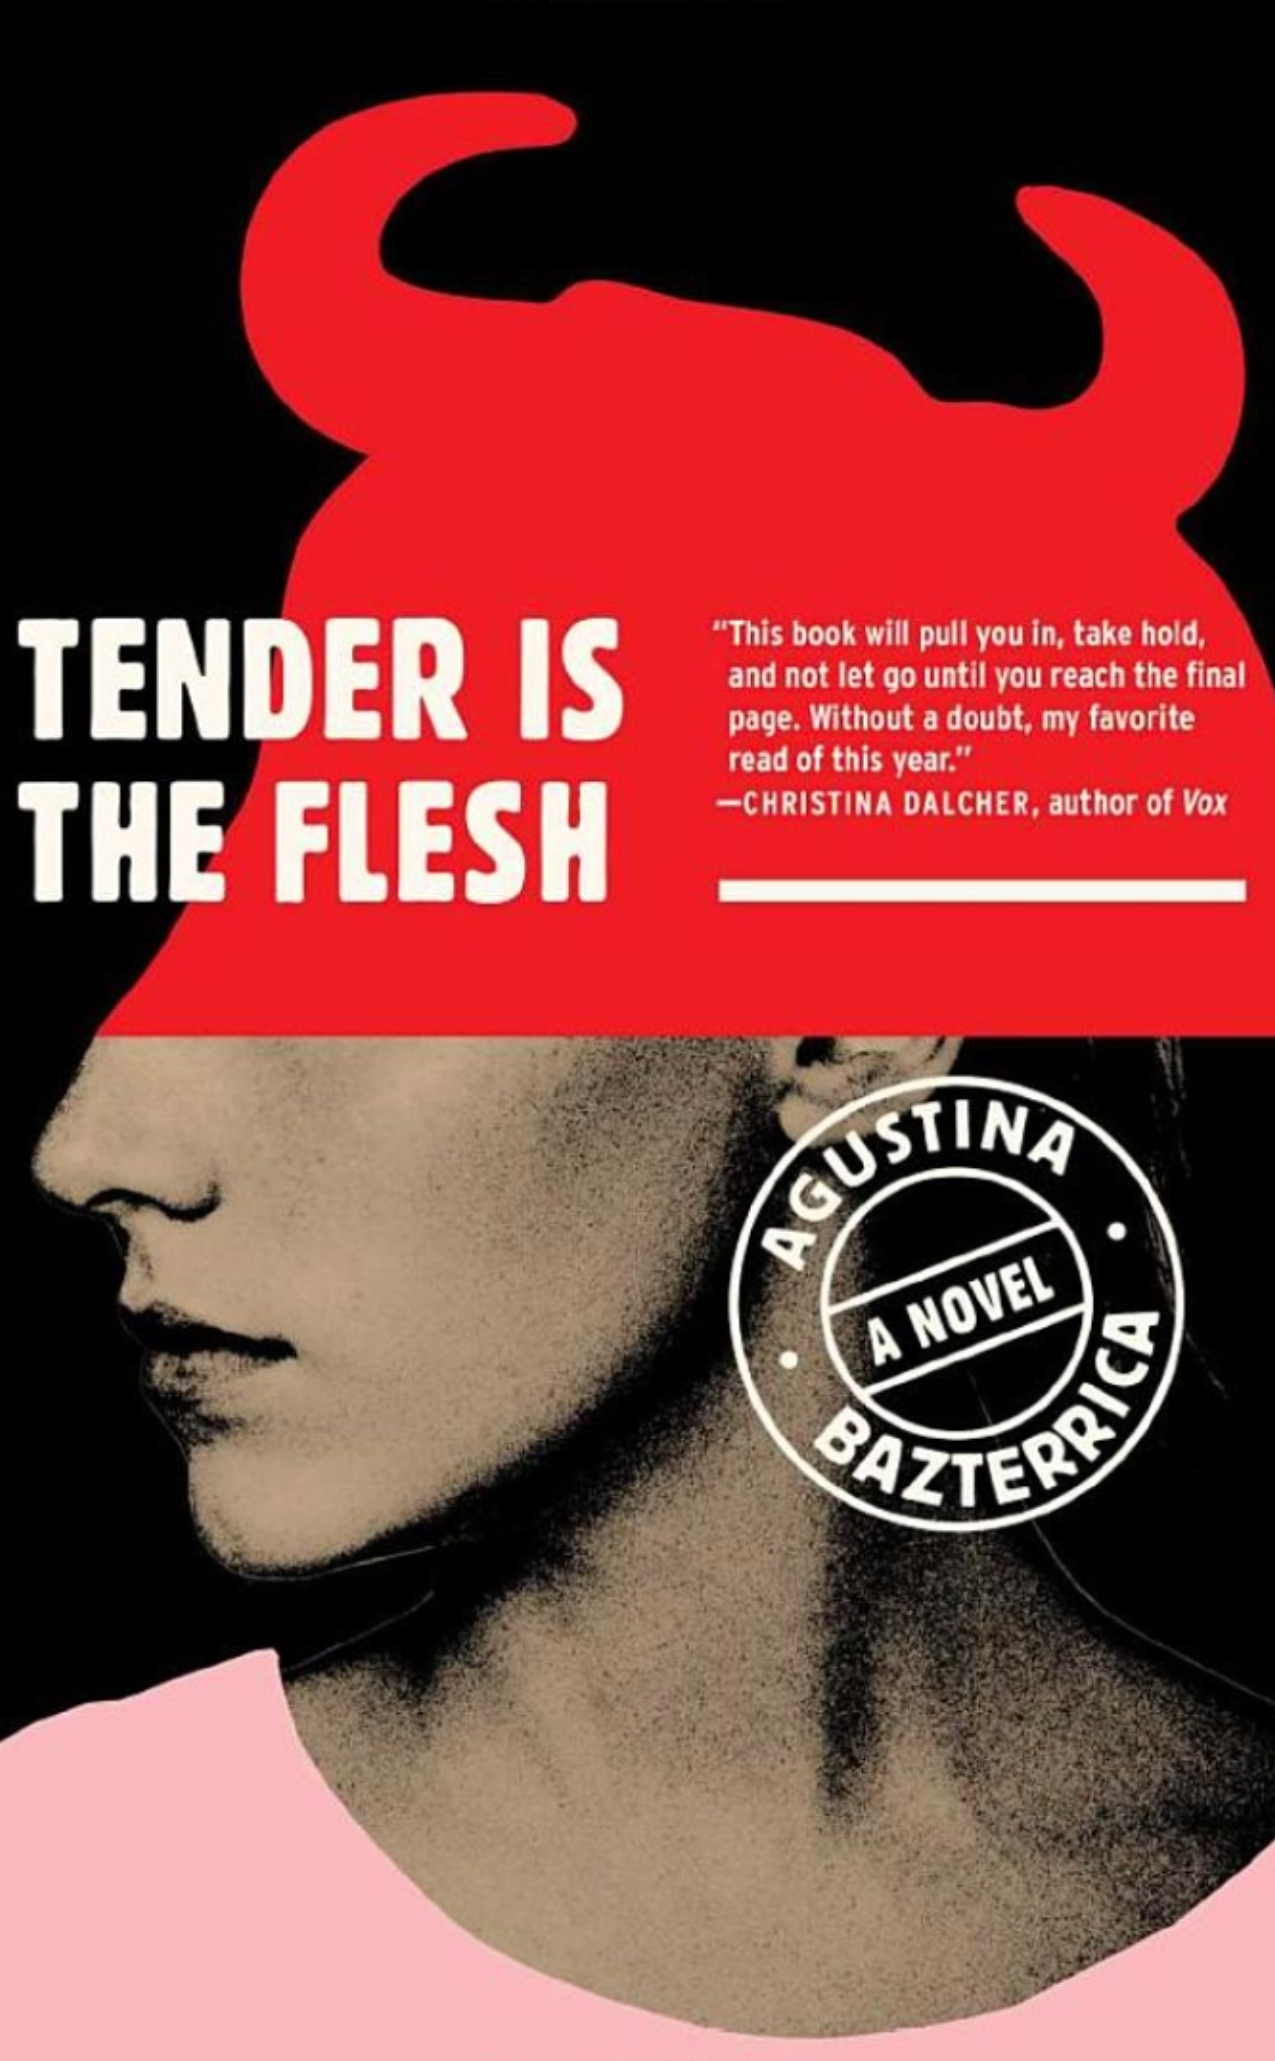 TENDER IS
THE FLESH
“This book will pull you in, take hold,
and not let go until you reach the final
page. Without a doubt, my favorite
read of this year.”
—CHRISTINA DALCHER, author of Vox
AGUSTINA
A NOVEL
BAZTERRICA